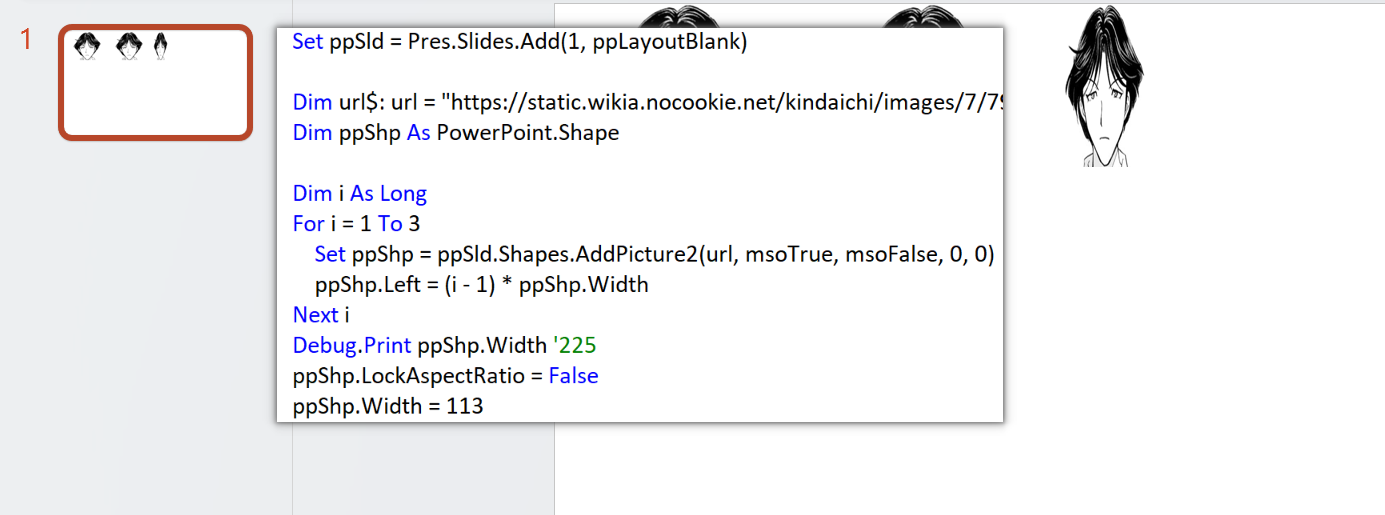 1
Set ppSld = Pres.Slides.Add(1, ppLayoutBlank)
Dim url$: url = "https://static.wikia.nocookie.net/kindaichi/images/7/79
Dim ppShp As PowerPoint.Shape
Dim i As Long
For i = 1 To 3
Set ppShp = ppSld.Shapes.AddPicture2(url, msoTrue, msoFalse, 0, 0)
ppShp.Left = (i - 1) * ppShp.Width
Next i
Debug.Print ppShp.Width '225
ppShp.LockAspectRatio = False
ppShp.Width = 113